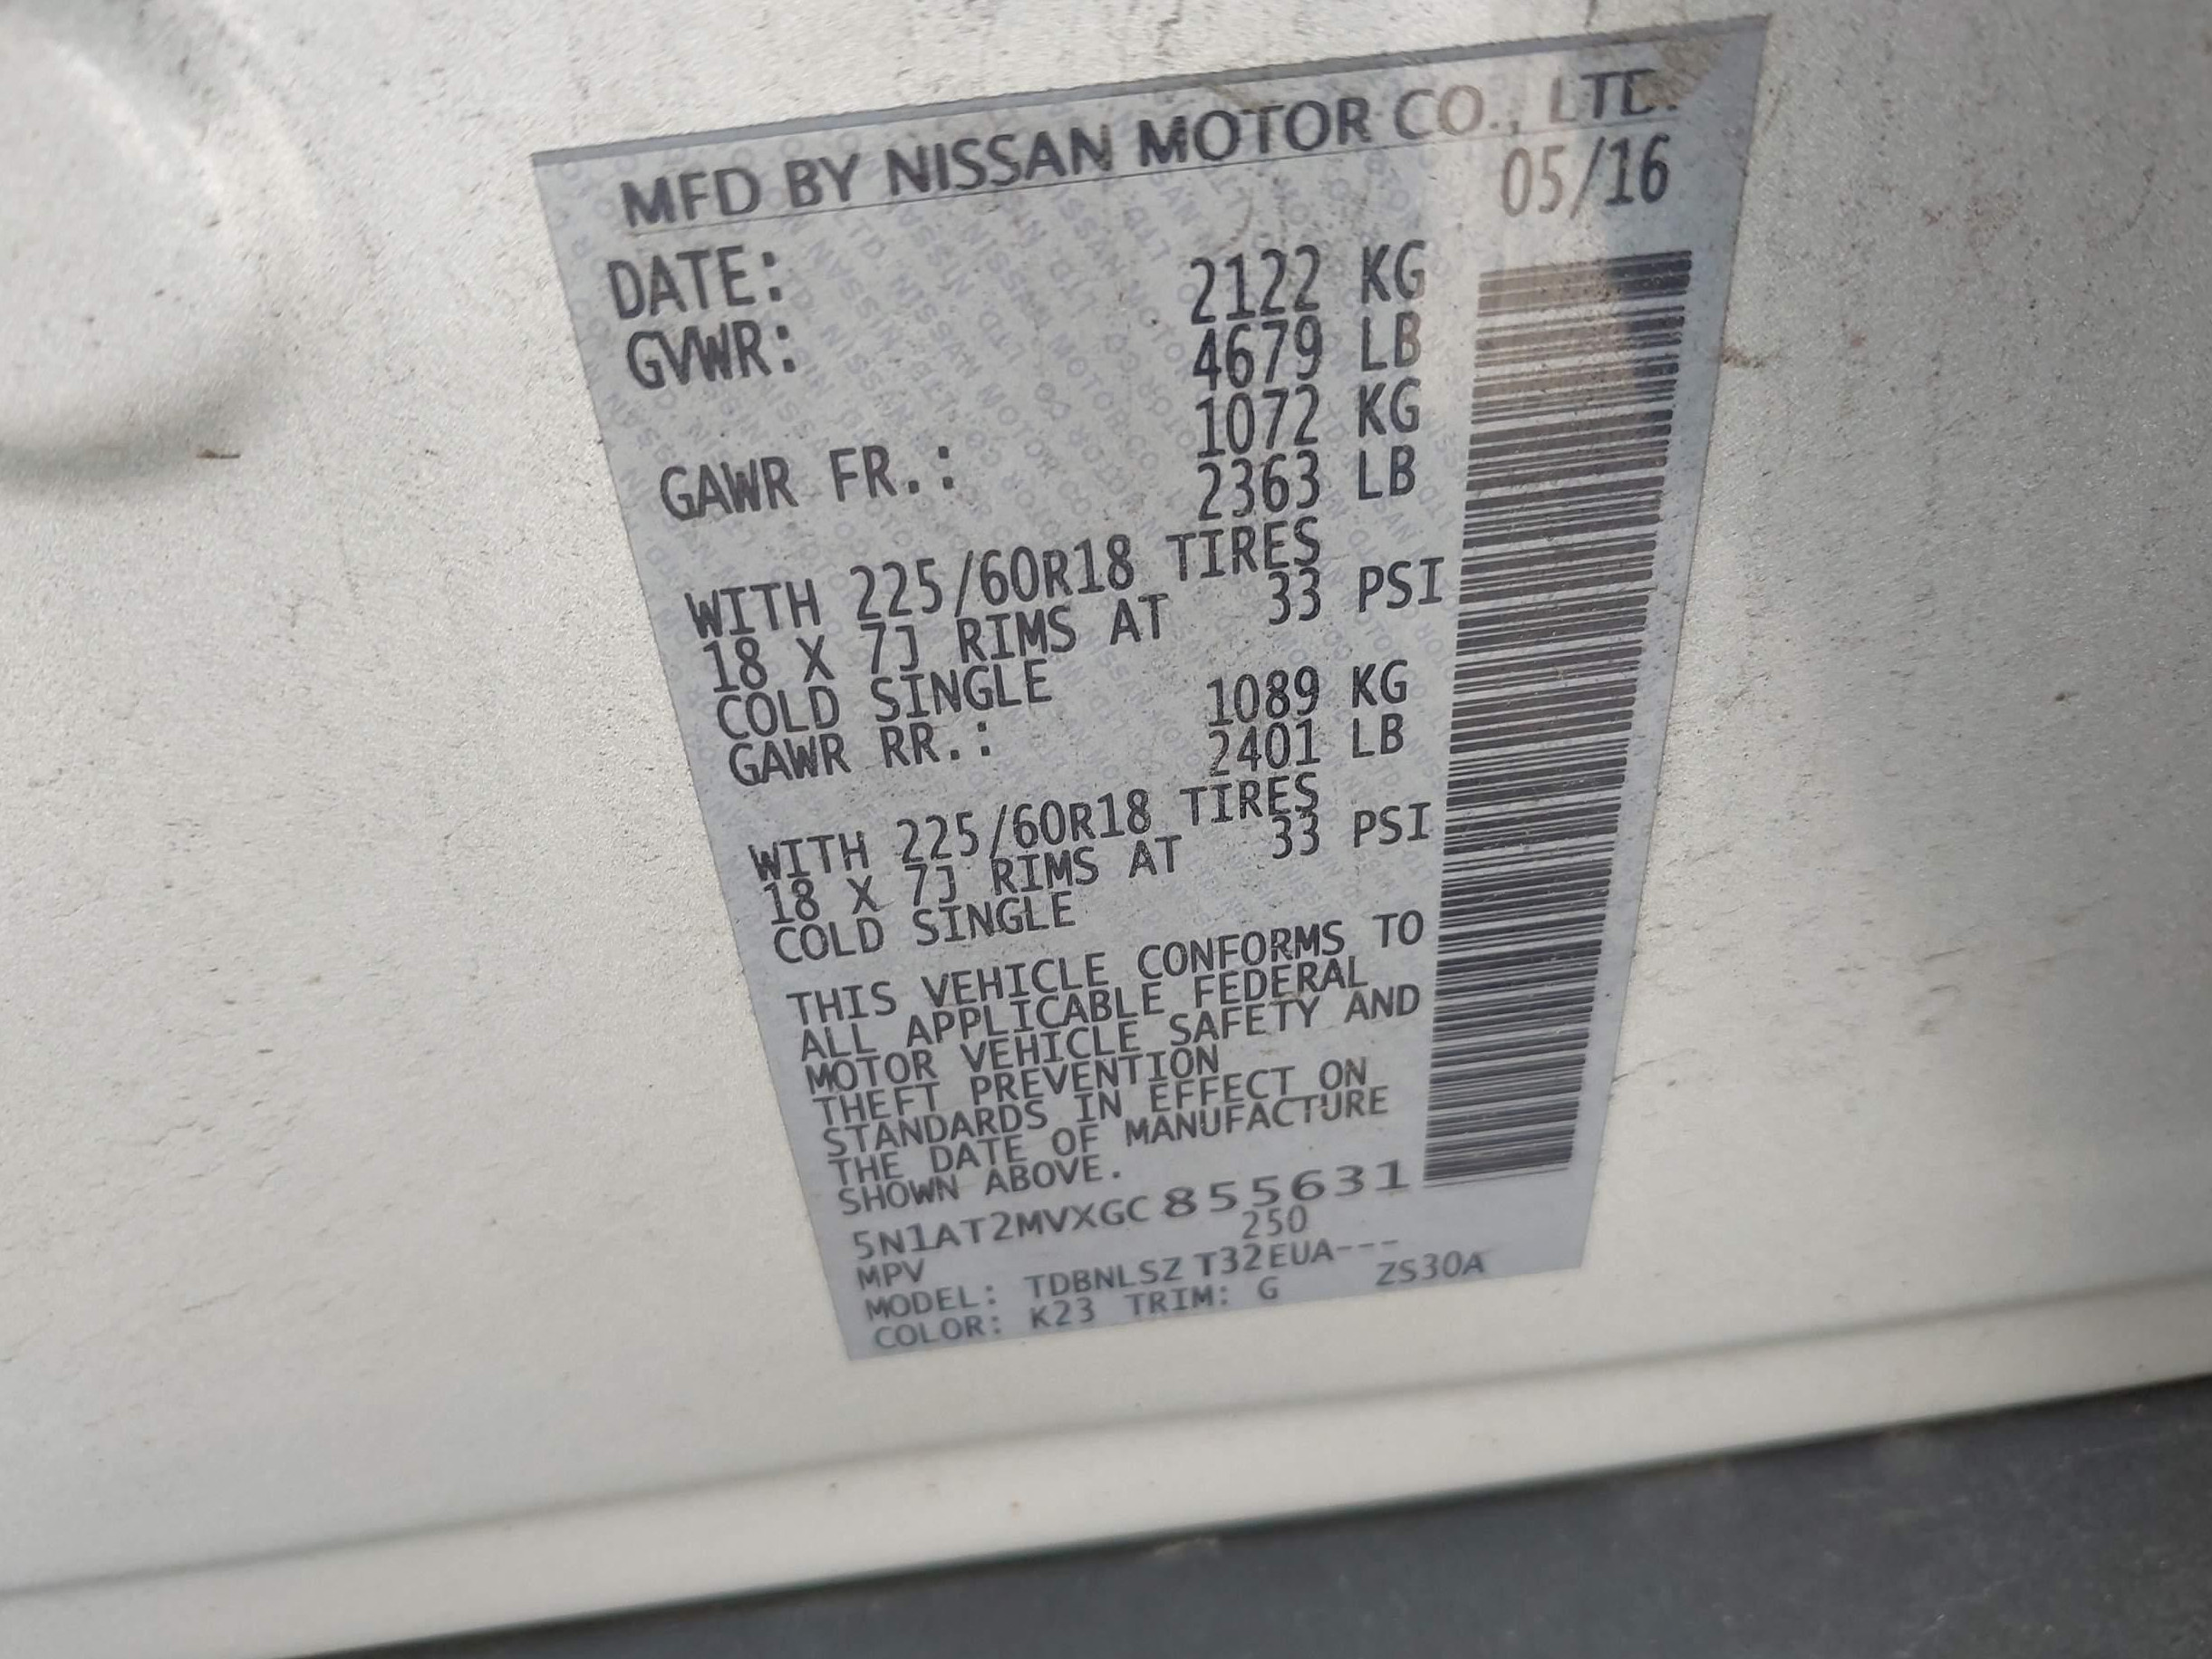 MFD BY NISSAN MOTOR CO., LTD.
DATE: 05/16
GVWR: 2122 KG
4679 LB
GAWR FR.: 1072 KG
2363 LB
WITH 225/60R18 TIRES
18 X 7J RIMS AT 33 PSI
COLD SINGLE
GAWR RR.: 1089 KG
2401 LB
WITH 225/60R18 TIRES
18 X 7J RIMS AT 33 PSI
COLD SINGLE
THIS VEHICLE CONFORMS TO
ALL APPLICABLE FEDERAL
MOTOR VEHICLE SAFETY AND
THEFT PREVENTION
STANDARDS IN EFFECT ON
THE DATE OF MANUFACTURE
SHOWN ABOVE.
5N1AT2MVXGC855631
MPV 250
MODEL: TDBNLSZ T32EUA---
COLOR: K23 TRIM: G ZS30A